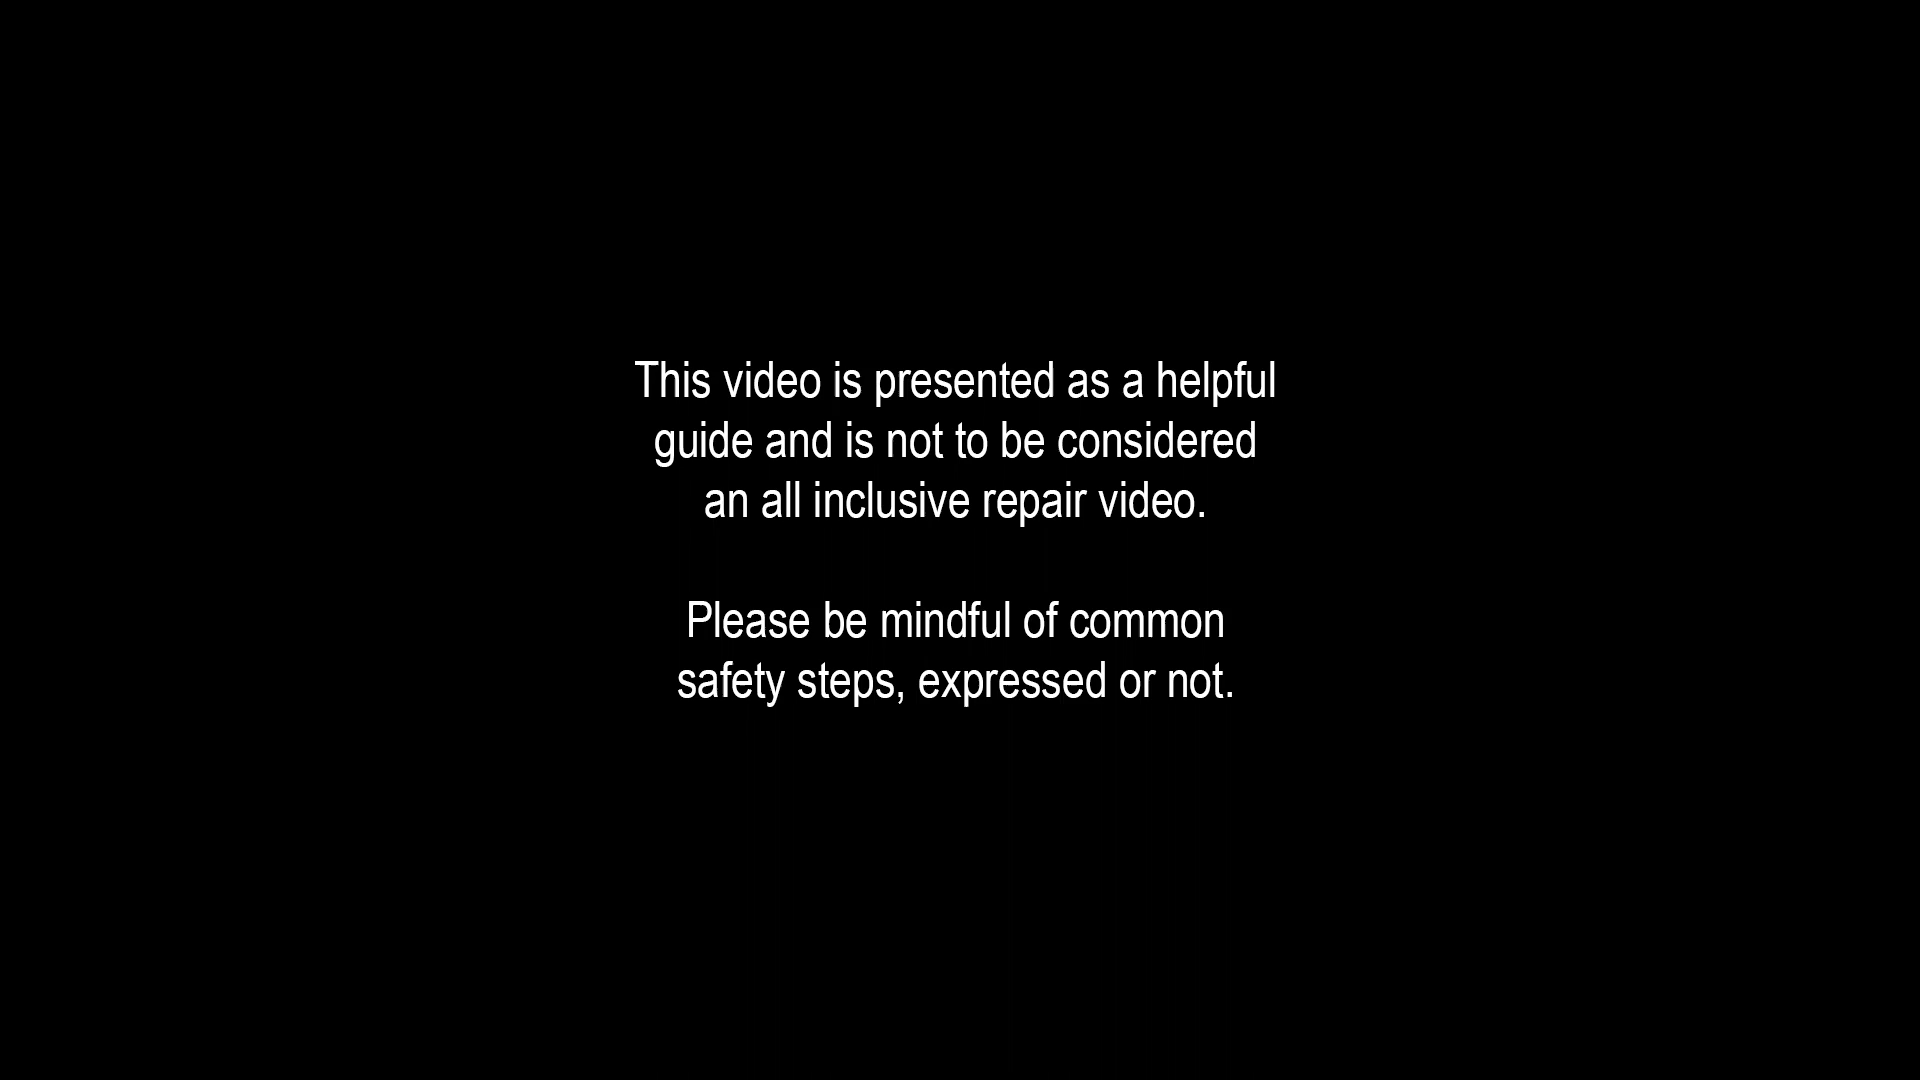 This video is presented as a helpful
guide and is not to be considered
an all inclusive repair video.
Please be mindful of common
safety steps, expressed or not.